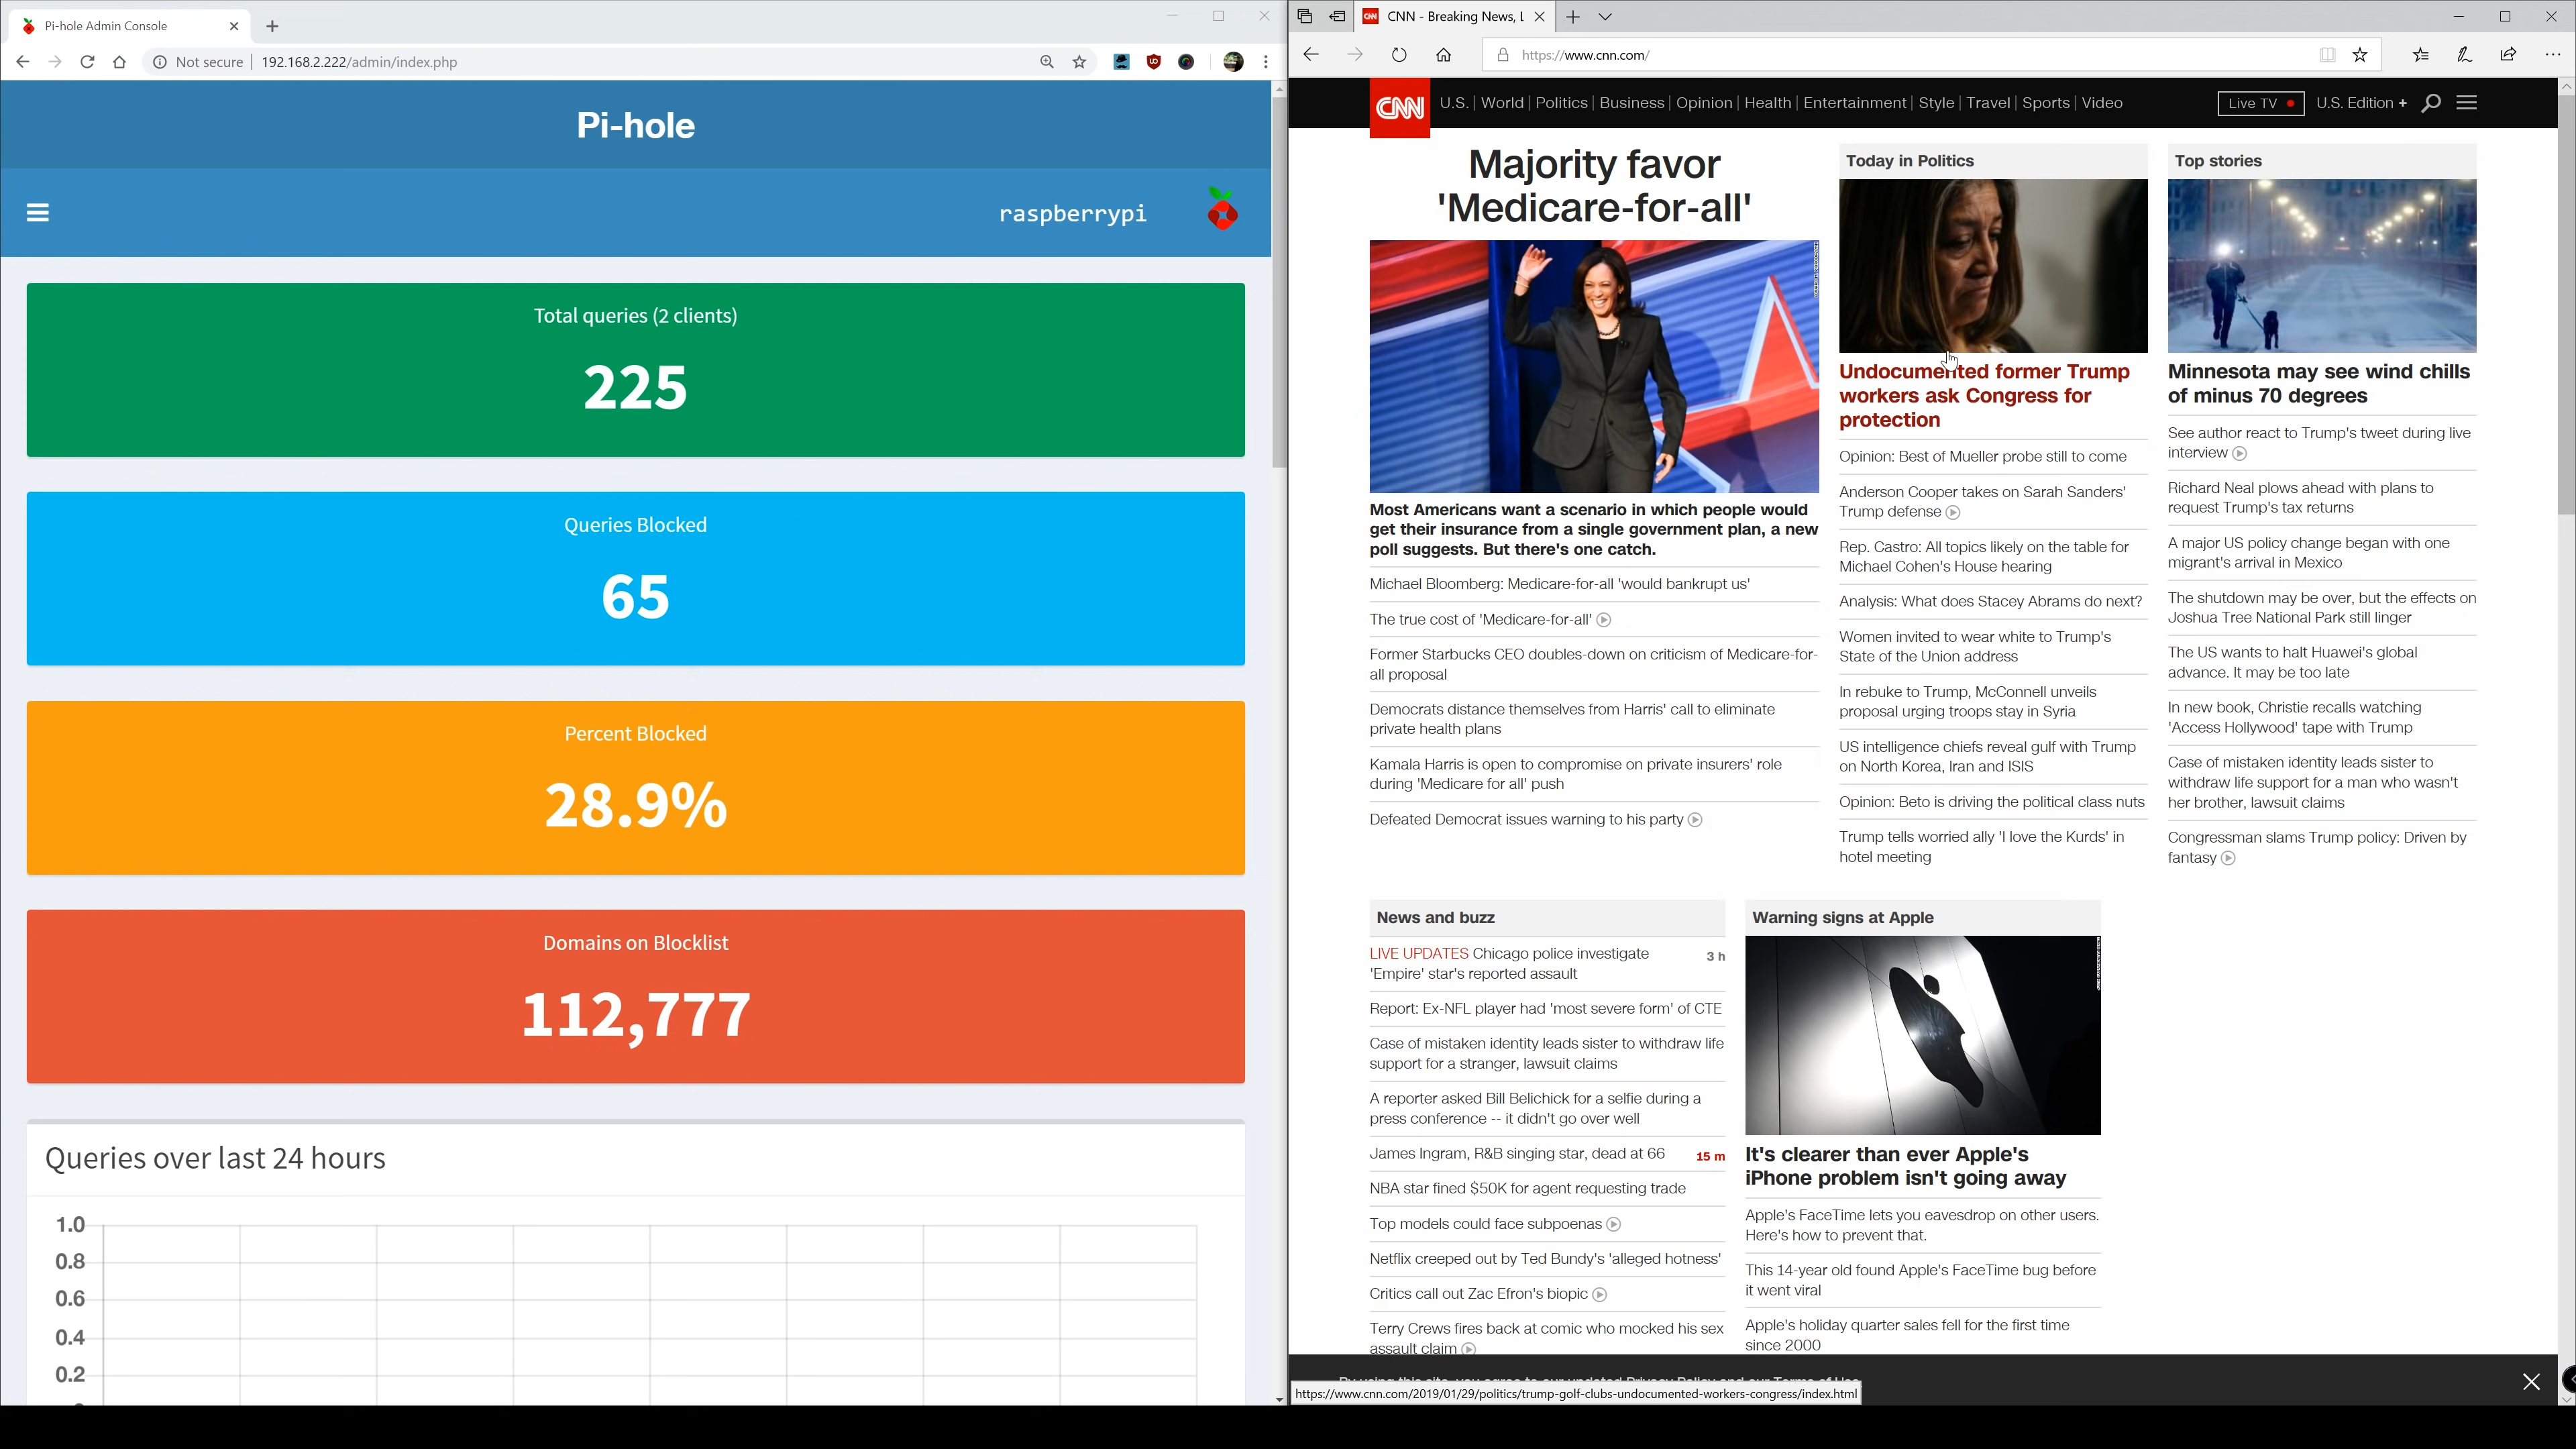 Pi-hole Admin Console
Not secure
192.168.2.222/admin/index.php
Pi-hole
raspberrypi
Total queries (2 clients)
225
Queries Blocked
65
Percent Blocked
28.9%
Domains on Blocklist
112,777
Queries over last 24 hours
1.0
0.8
0.6
0.4
0.2
CNN - Breaking News, L
https://www.cnn.com/
CNN
U.S. | World | Politics | Business | Opinion | Health | Entertainment | Style | Travel | Sports | Video
Live TV
U.S. Edition +
Majority favor
'Medicare-for-all'
Most Americans want a scenario in which people would
get their insurance from a single government plan, a new
poll suggests. But there's one catch.
Michael Bloomberg: Medicare-for-all 'would bankrupt us'
The true cost of 'Medicare-for-all'
Former Starbucks CEO doubles-down on criticism of Medicare-for-
all proposal
Democrats distance themselves from Harris' call to eliminate
private health plans
Kamala Harris is open to compromise on private insurers' role
during 'Medicare for all' push
Defeated Democrat issues warning to his party
Today in Politics
Undocumented former Trump
workers ask Congress for
protection
Opinion: Best of Mueller probe still to come
Anderson Cooper takes on Sarah Sanders'
Trump defense
Rep. Castro: All topics likely on the table for
Michael Cohen's House hearing
Analysis: What does Stacey Abrams do next?
Women invited to wear white to Trump's
State of the Union address
In rebuke to Trump, McConnell unveils
proposal urging troops stay in Syria
US intelligence chiefs reveal gulf with Trump
on North Korea, Iran and ISIS
Opinion: Beto is driving the political class nuts
Trump tells worried ally 'I love the Kurds' in
hotel meeting
Top stories
Minnesota may see wind chills
of minus 70 degrees
See author react to Trump's tweet during live
interview
Richard Neal plows ahead with plans to
request Trump's tax returns
A major US policy change began with one
migrant's arrival in Mexico
The shutdown may be over, but the effects on
Joshua Tree National Park still linger
The US wants to halt Huawei's global
advance. It may be too late
In new book, Christie recalls watching
'Access Hollywood' tape with Trump
Case of mistaken identity leads sister to
withdraw life support for a man who wasn't
her brother, lawsuit claims
Congressman slams Trump policy: Driven by
fantasy
News and buzz
LIVE UPDATES Chicago police investigate
'Empire' star's reported assault
3 h
Report: Ex-NFL player had 'most severe form' of CTE
Case of mistaken identity leads sister to withdraw life
support for a stranger, lawsuit claims
A reporter asked Bill Belichick for a selfie during a
press conference -- it didn't go over well
James Ingram, R&B singing star, dead at 66
15 m
NBA star fined $50K for agent requesting trade
Top models could face subpoenas
Netflix creeped out by Ted Bundy's 'alleged hotness'
Critics call out Zac Efron's biopic
Terry Crews fires back at comic who mocked his sex
assault claim
Warning signs at Apple
It's clearer than ever Apple's
iPhone problem isn't going away
Apple's FaceTime lets you eavesdrop on other users.
Here's how to prevent that.
This 14-year old found Apple's FaceTime bug before
it went viral
Apple's holiday quarter sales fell for the first time
since 2000
https://www.cnn.com/2019/01/29/politics/trump-golf-clubs-undocumented-workers-congress/index.html